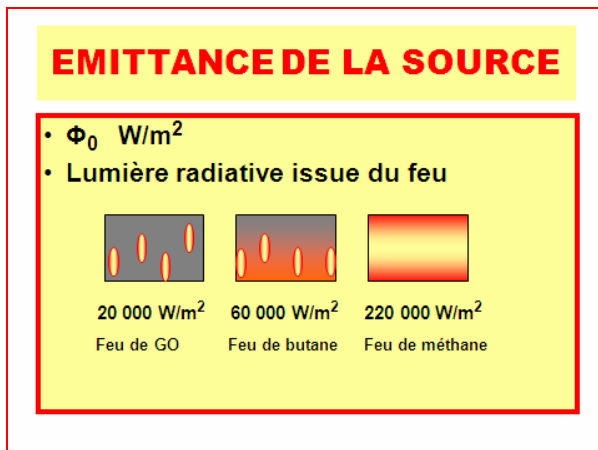 EMITTANCE DE LA SOURCE
• Φ₀ W/m²
• Lumière radiative issue du feu
20 000 W/m² 60 000 W/m² 220 000 W/m²
Feu de GO Feu de butane Feu de méthane